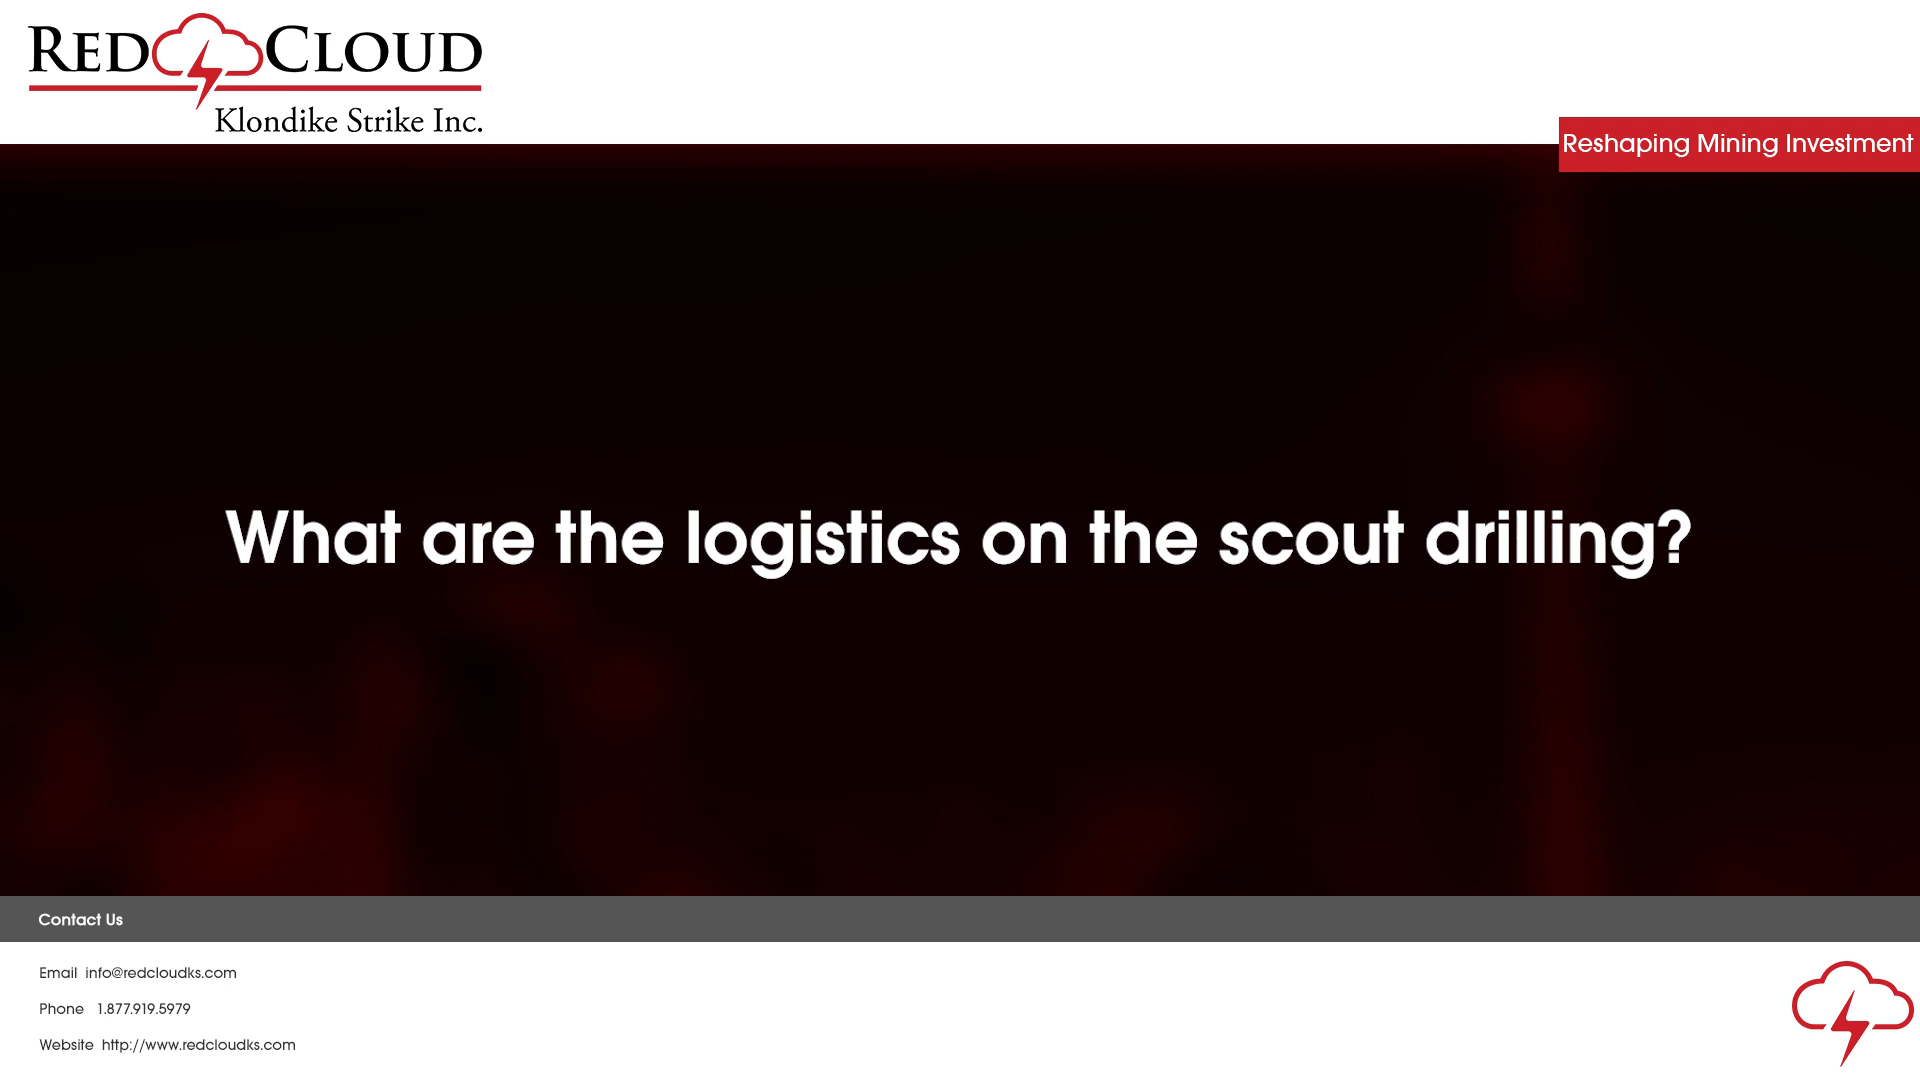 RED CLOUD
Klondike Strike Inc.
Reshaping Mining Investment
What are the logistics on the scout drilling?
Contact Us
Email info@redcloudks.com
Phone 1.877.919.5979
Website http://www.redcloudks.com